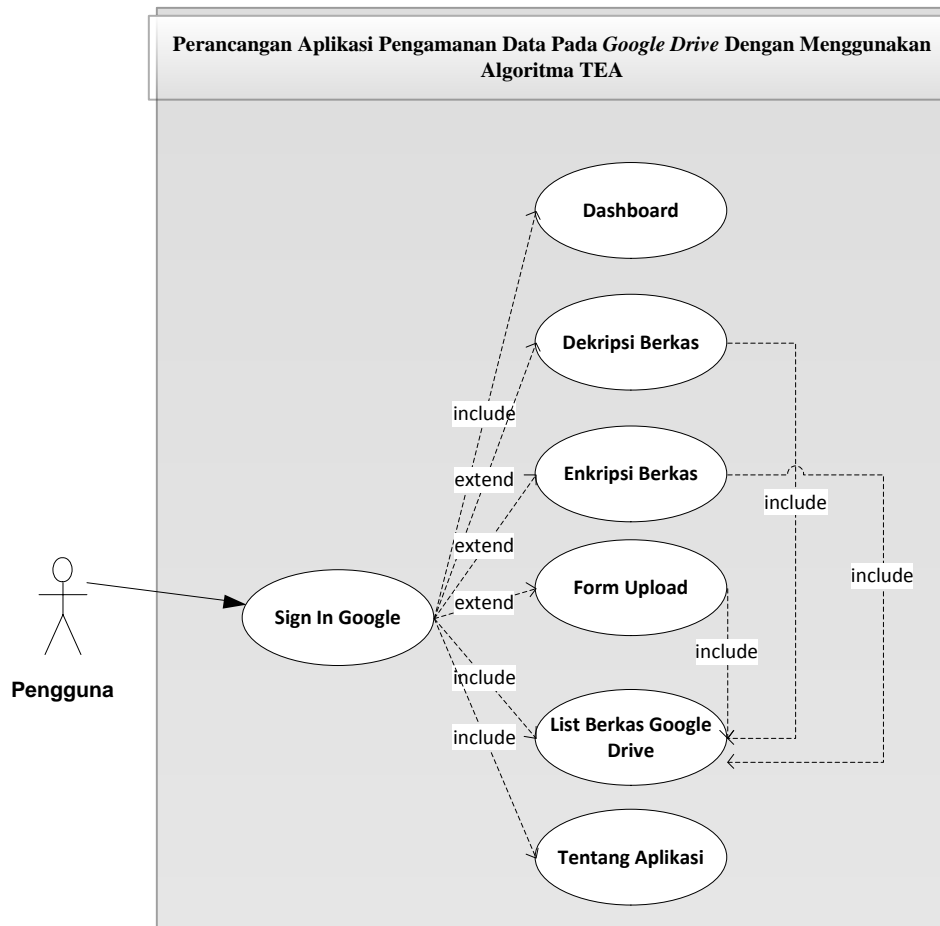 Perancangan Aplikasi Pengamanan Data Pada Google Drive Dengan Menggunakan
Algoritma TEA
Dashboard
Dekripsi Berkas
include
extend
Enkripsi Berkas
include
extend
include
Form Upload
extend
Sign In Google
include
include
Pengguna
List Berkas Google
Drive
include
Tentang Aplikasi